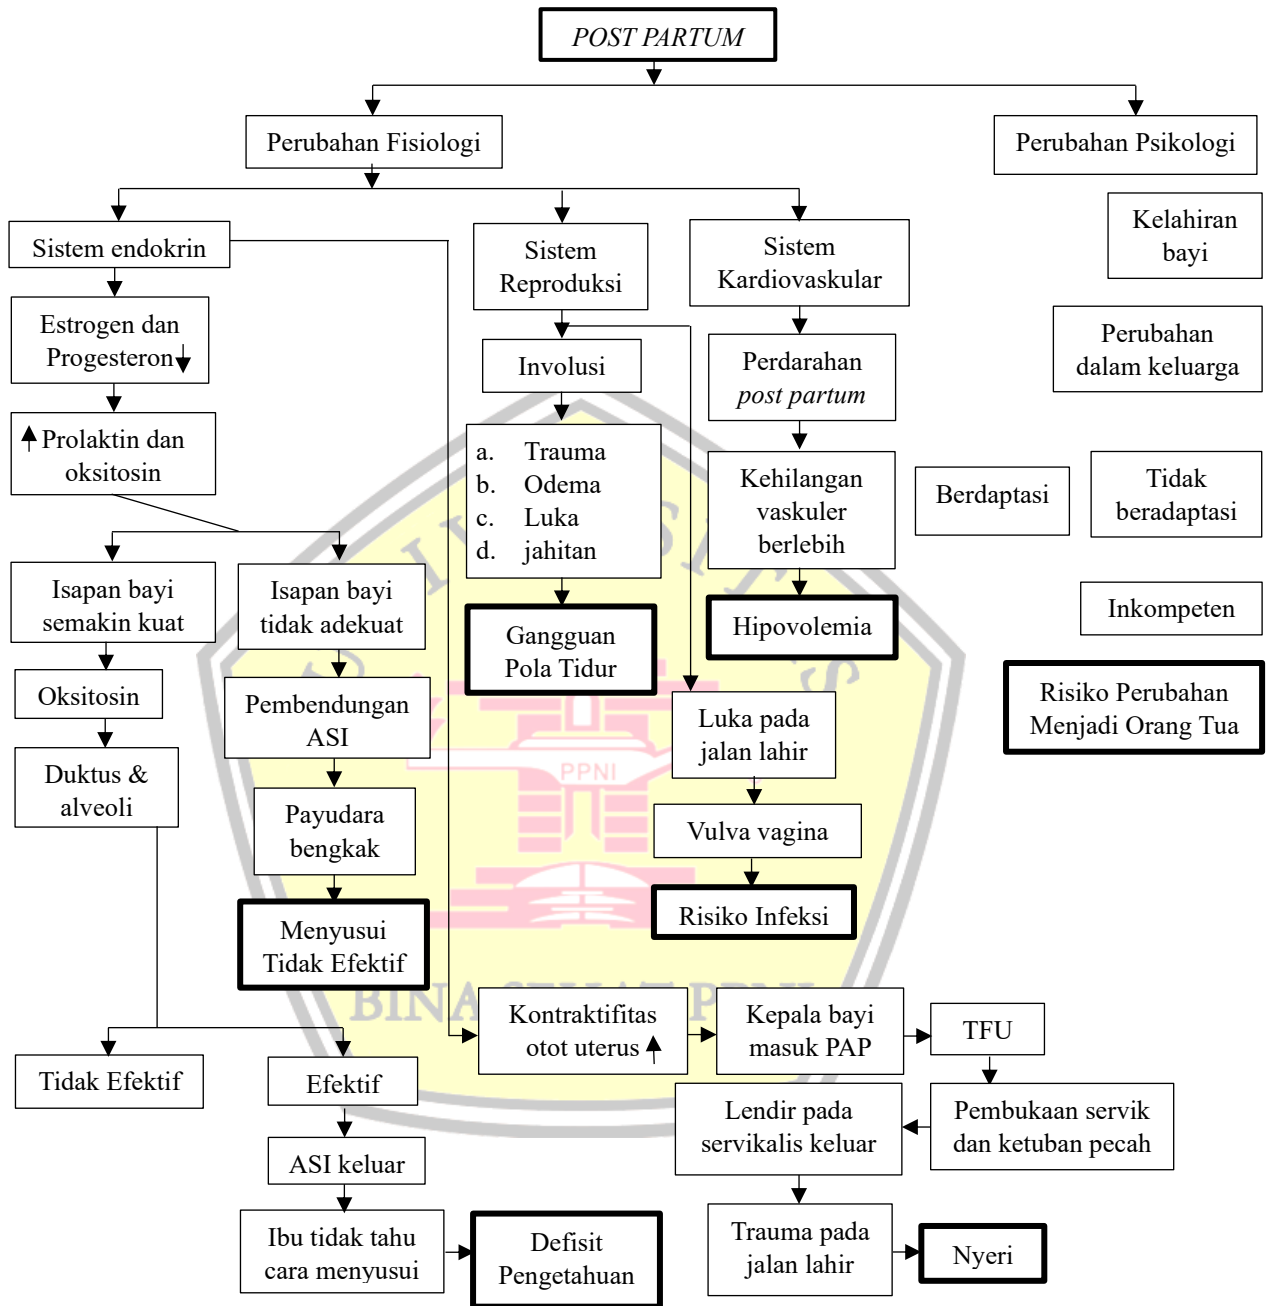 POST PARTUM
Perubahan Fisiologi
Perubahan Psikologi
Sistem endokrin
Sistem
Reproduksi
Sistem
Kardiovaskular
Kelahiran
bayi
Estrogen dan
Progesteron
Involusi
Perdarahan
post partum
Perubahan
dalam keluarga
Prolaktin dan
oksitosin
a. Trauma
b. Odema
c. Luka
d. jahitan
Kehilangan
vaskuler
berlebih
Berdaptasi
Tidak
beradaptasi
Isapan bayi
semakin kuat
Isapan bayi
tidak adekuat
Gangguan
Pola Tidur
Hipovolemia
Inkompeten
Oksitosin
Pembendungan
ASI
Luka pada
jalan lahir
Risiko Perubahan
Menjadi Orang Tua
Duktus &
alveoli
Payudara
bengkak
PPNI
Vulva vagina
Menyusui
Tidak Efektif
Risiko Infeksi
UNIVERSITAS
BINA SEHAT PPNI
Kontraktifitas
otot uterus
Kepala bayi
masuk PAP
TFU
Tidak Efektif
Efektif
Lendir pada
servikalis keluar
Pembukaan servik
dan ketuban pecah
ASI keluar
Ibu tidak tahu
cara menyusui
Defisit
Pengetahuan
Trauma pada
jalan lahir
Nyeri